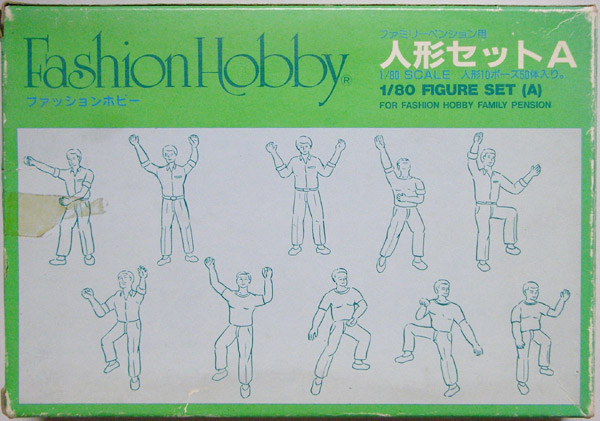 Fashion Hobby®
ファッションホビー
ファミリーペンション用
人形セットA
1/80 SCALE 人形10ポーズ50体入り。
1/80 FIGURE SET (A)
FOR FASHION HOBBY FAMILY PENSION